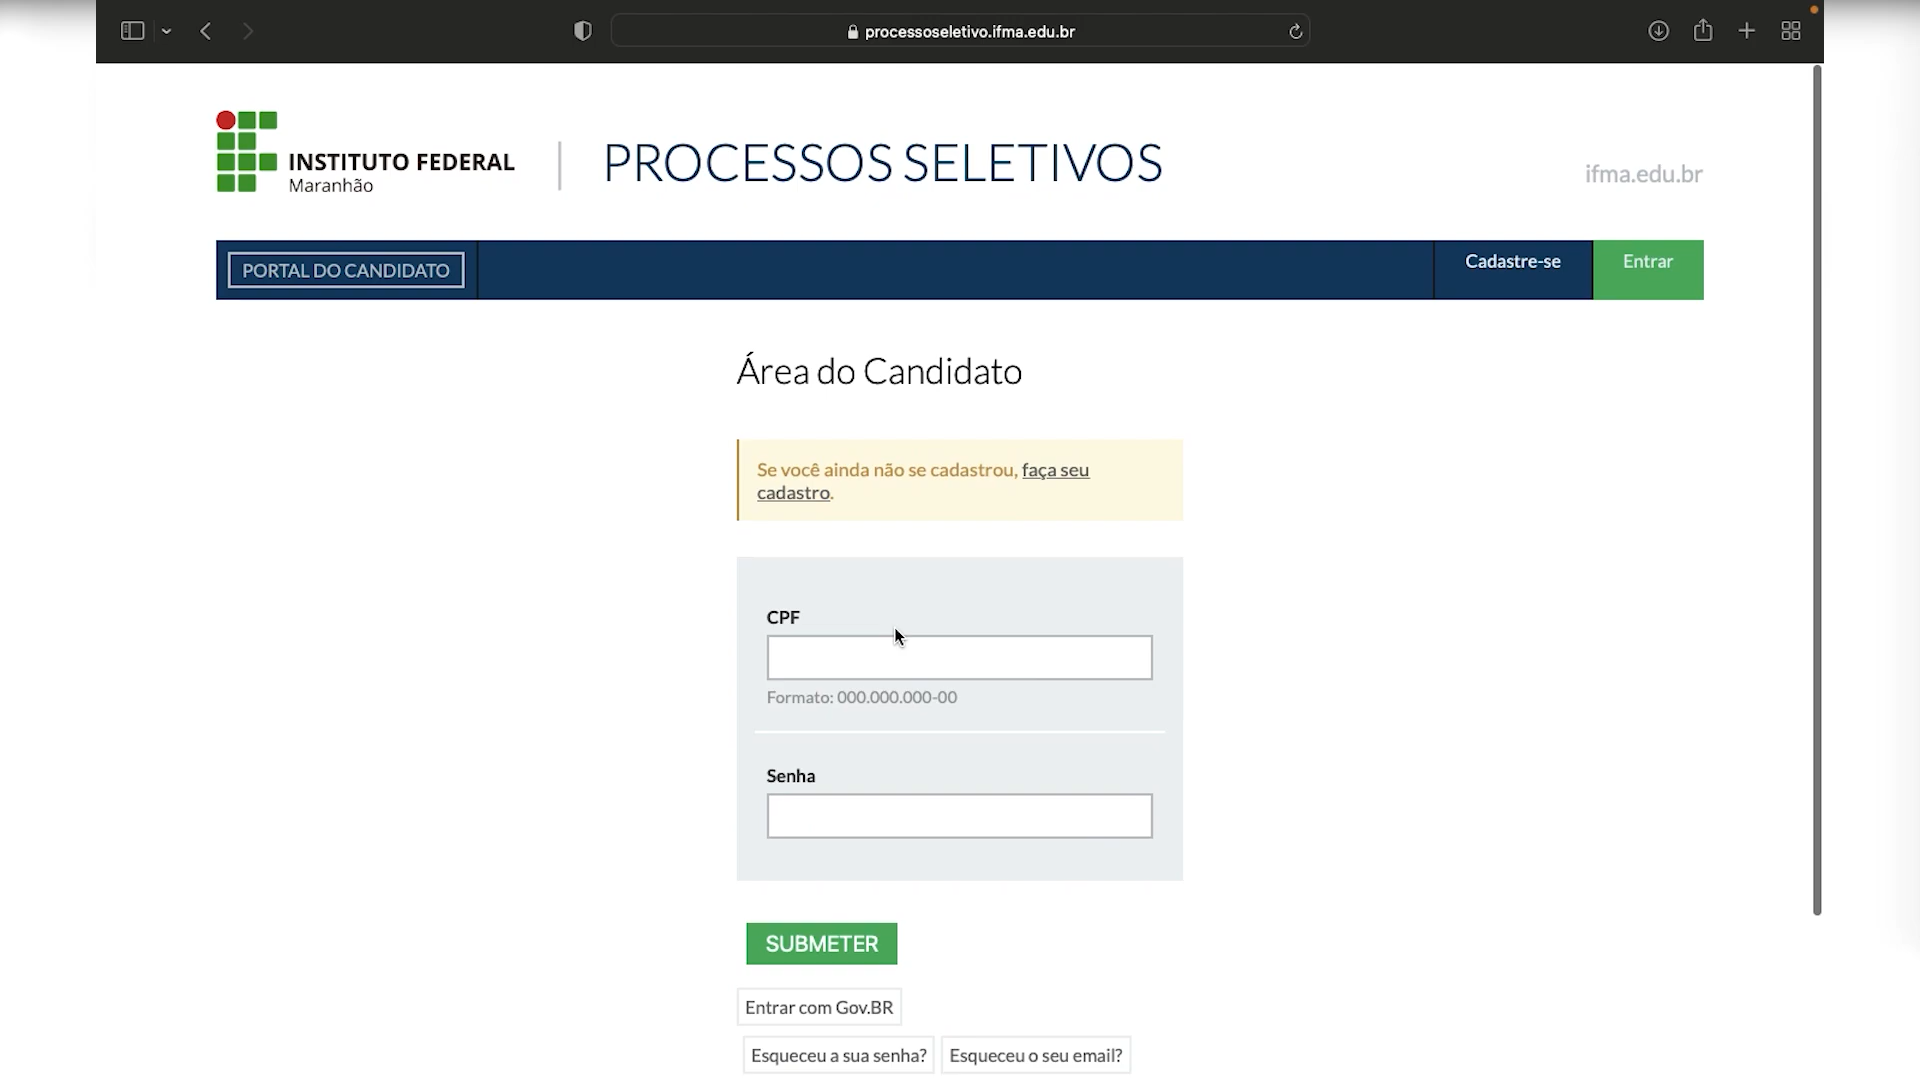 processoseletivo.ifma.edu.br
INSTITUTO FEDERAL
Maranhão
PROCESSOS SELETIVOS
ifma.edu.br
PORTAL DO CANDIDATO
Cadastre-se
Entrar
Área do Candidato
Se você ainda não se cadastrou, faça seu
cadastro.
CPF
Formato: 000.000.000-00
Senha
SUBMETER
Entrar com Gov.BR
Esqueceu a sua senha?
Esqueceu o seu email?